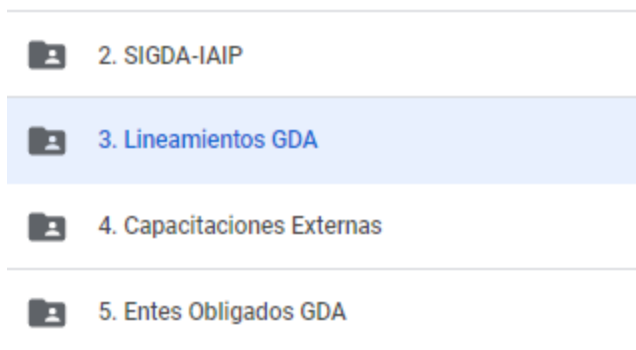 2. SIGDA-IAIP
3. Lineamientos GDA
4. Capacitaciones Externas
5. Entes Obligados GDA